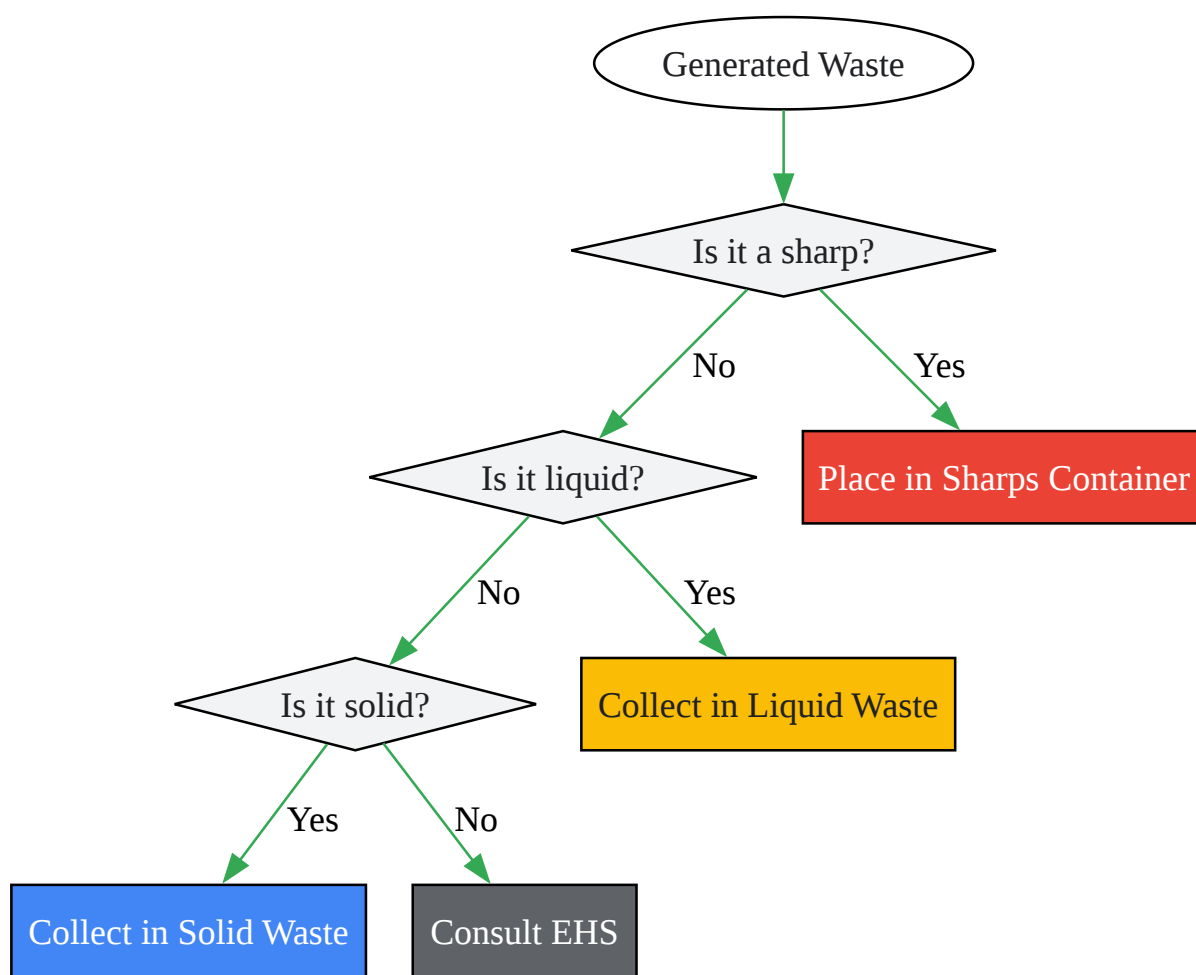 Generated Waste
Is it a sharp?
No
Yes
Is it liquid?
Place in Sharps Container
No
Yes
Is it solid?
Collect in Liquid Waste
Yes
No
Collect in Solid Waste
Consult EHS